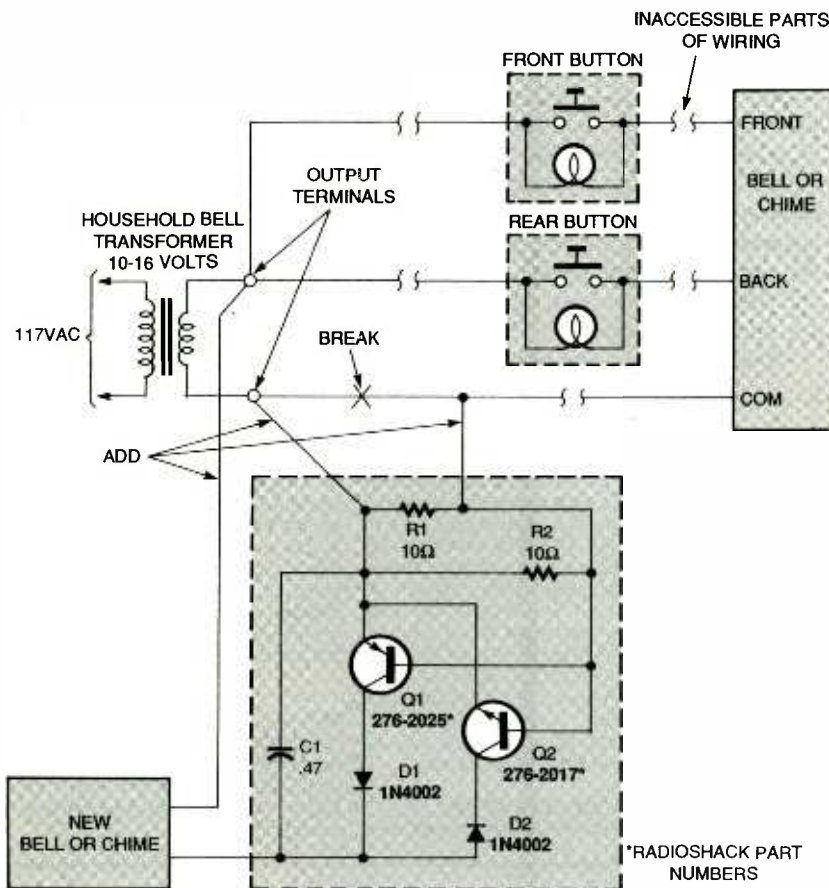 INACCESSIBLE PARTS
OF WIRING
FRONT BUTTON
FRONT
OUTPUT
TERMINALS
BELL OR
CHIME
HOUSEHOLD BELL
TRANSFORMER
10-16 VOLTS
REAR BUTTON
BACK
117VAC
BREAK
COM
ADD
R1
10Ω
R2
10Ω
Q1
276-2025*
C1
.47
Q2
276-2017*
D1
1N4002
D2
1N4002
NEW
BELL OR CHIME
*RADIOSHACK PART
NUMBERS